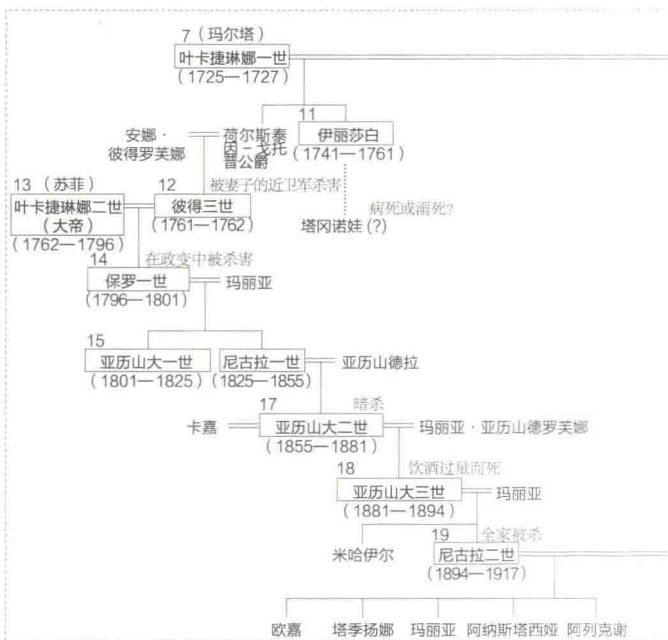 7（玛尔塔）
叶卡捷琳娜一世
(1725—1727)
11
安娜·
彼得罗芙娜
荷尔斯泰
因－戈托
普公爵
伊丽莎白
(1741—1761)
13 （苏菲）
12
被妻子的近卫军杀害
叶卡捷琳娜二世
（大帝）
(1762—1796)
彼得三世
(1761—1762)
病死或溺死？
塔冈诺娃 (?)
14
在政变中被杀害
保罗一世
(1796—1801)
玛丽亚
15
亚历山大一世
(1801—1825)
尼古拉一世
(1825—1855)
亚历山德拉
17
暗杀
卡嘉
亚历山大二世
(1855—1881)
玛丽亚·亚历山德罗芙娜
18
饮酒过量而死
亚历山大三世
(1881—1894)
玛丽亚
19
全家被杀
米哈伊尔
尼古拉二世
(1894—1917)
欧嘉
塔季扬娜
玛丽亚
阿纳斯塔西娅
阿列克谢